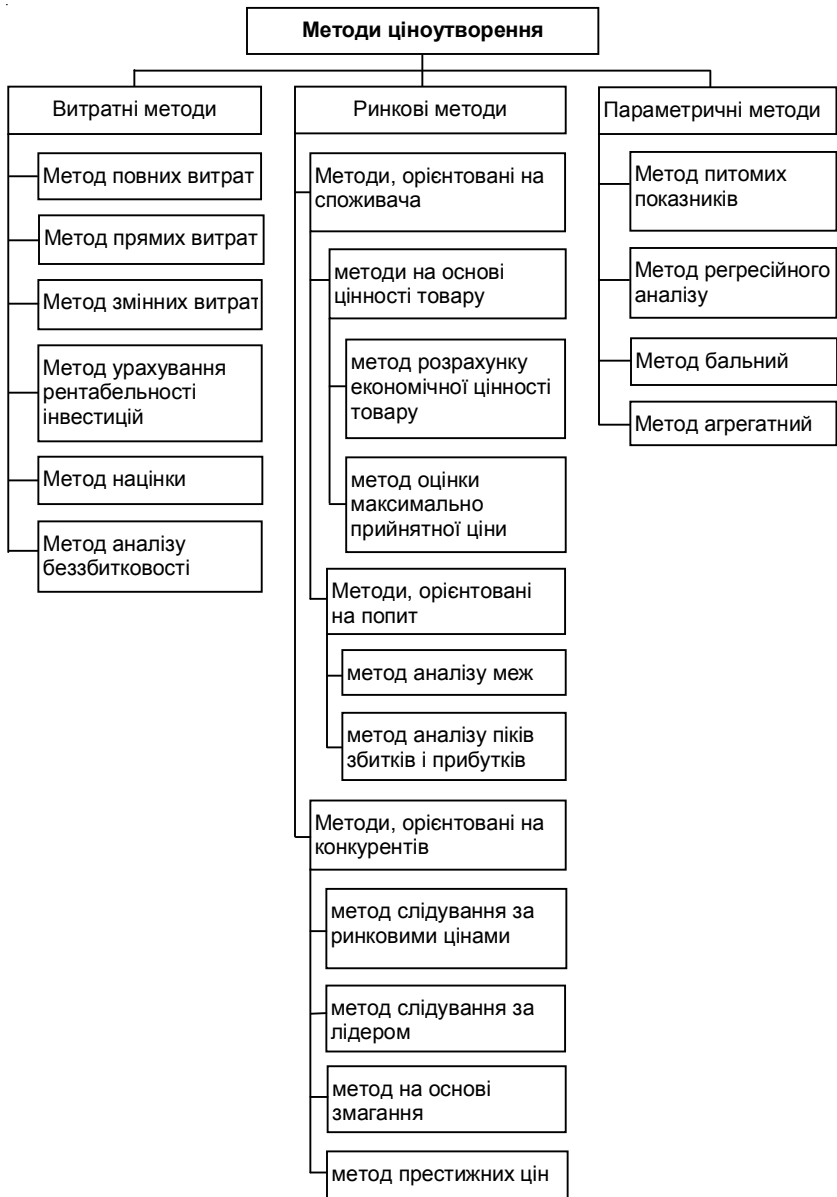 Методи ціноутворення
Витратні методи
Метод повних витрат
Метод прямих витрат
Метод змінних витрат
Метод урахування
рентабельності
інвестицій
Метод націнки
Метод аналізу
беззбитковості
Ринкові методи
Методи, орієнтовані на
споживача
методи на основі
цінності товару
метод розрахунку
економічної цінності
товару
метод оцінки
максимально
прийнятної ціни
Методи, орієнтовані
на попит
метод аналізу меж
метод аналізу піків
збитків і прибутків
Методи, орієнтовані на
конкурентів
метод слідування за
ринковими цінами
метод слідування за
лідером
метод на основі
змагання
метод престижних цін
Параметричні методи
Метод питомих
показників
Метод регресійного
аналізу
Метод бальний
Метод агрегатний